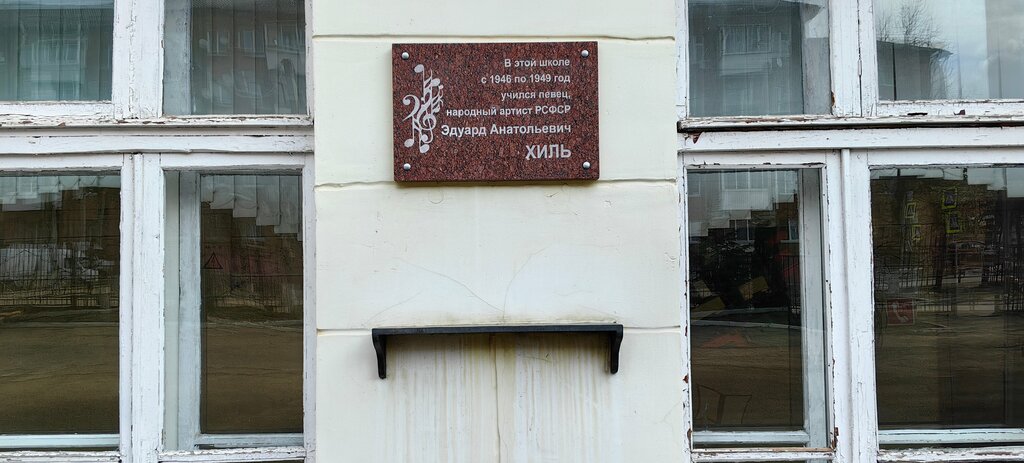 В этой школе
с 1946 по 1949 год
учился певец,
народный артист РСФСР
Эдуард Анатольевич
ХИЛЬ